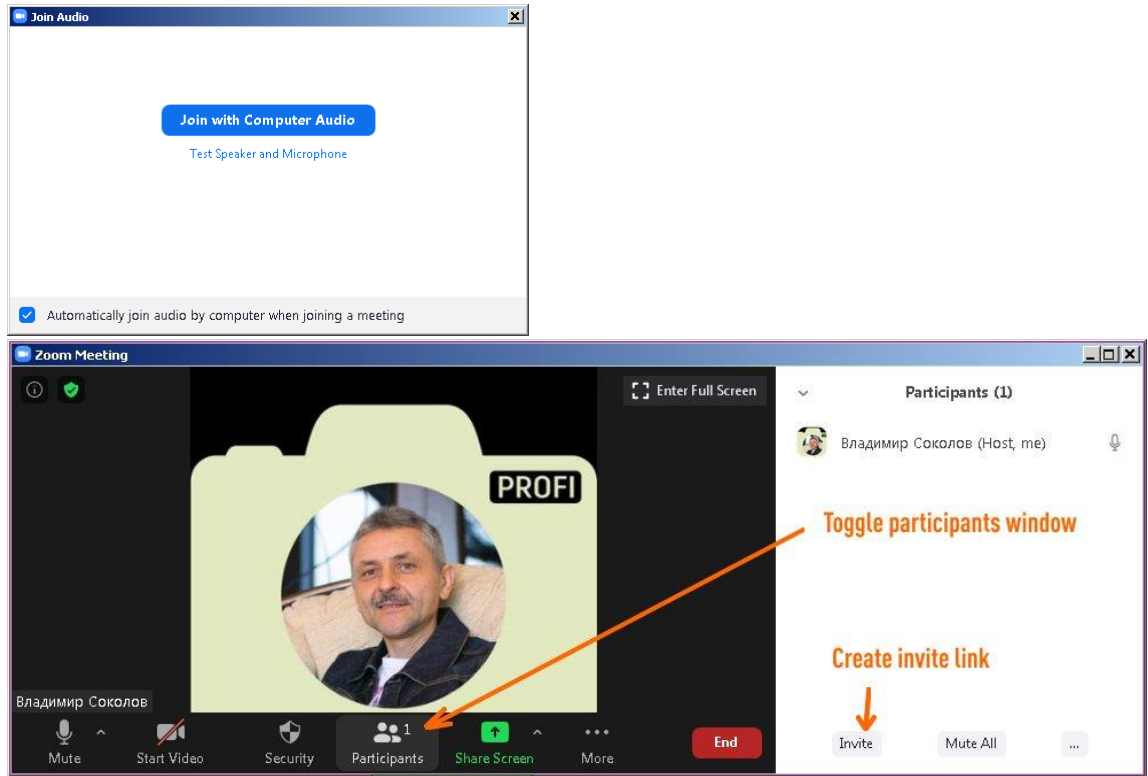 Join Audio
Join with Computer Audio
Test Speaker and Microphone
Automatically join audio by computer when joining a meeting
Zoom Meeting
Enter Full Screen
Participants (1)
PROFI
Владимир Соколов (Host, me)
Toggle participants window
Create invite link
Владимир Соколов
1
Mute
Start Video
Security
Participants
Share Screen
More
End
Invite
Mute All
...